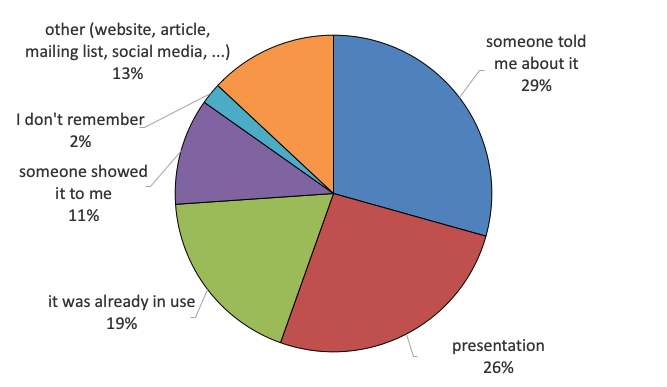 other (website, article,
mailing list, social media, ...)
13%
someone told
me about it
29%
I don't remember
2%
someone showed
it to me
11%
it was already in use
19%
presentation
26%